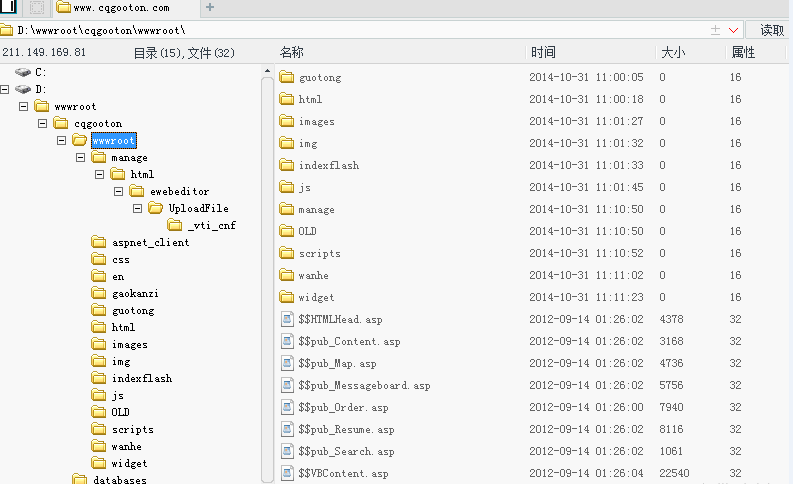 www.cqgooton.com
D:\wwwroot\cqgooton\wwwroot\ 读取
211.149.169.81 目录(15),文件(32) 名称 时间 大小 属性
C:
D:
wwwroot
cqgooton
wwwroot
manage
html
ewebeditor
UploadFile
_vti_cnf
aspnet_client
css
en
gaokanzi
guotong
html
images
img
indexflash
js
OLD
scripts
wanhe
widget
databases
guotong 2014-10-31 11:00:05 0 16
html 2014-10-31 11:00:18 0 16
images 2014-10-31 11:01:27 0 16
img 2014-10-31 11:01:32 0 16
indexflash 2014-10-31 11:01:33 0 16
js 2014-10-31 11:01:45 0 16
manage 2014-10-31 11:10:50 0 16
OLD 2014-10-31 11:10:50 0 16
scripts 2014-10-31 11:10:52 0 16
wanhe 2014-10-31 11:11:02 0 16
widget 2014-10-31 11:11:23 0 16
$$HTMLHead.asp 2012-09-14 01:26:02 4378 32
$$pub_Content.asp 2012-09-14 01:26:02 3168 32
$$pub_Map.asp 2012-09-14 01:26:02 4736 32
$$pub_Messageboard.asp 2012-09-14 01:26:02 5756 32
$$pub_Order.asp 2012-09-14 01:26:00 7940 32
$$pub_Resume.asp 2012-09-14 01:26:02 8116 32
$$pub_Search.asp 2012-09-14 01:26:02 1061 32
$$VBContent.asp 2012-09-14 01:26:04 22540 32